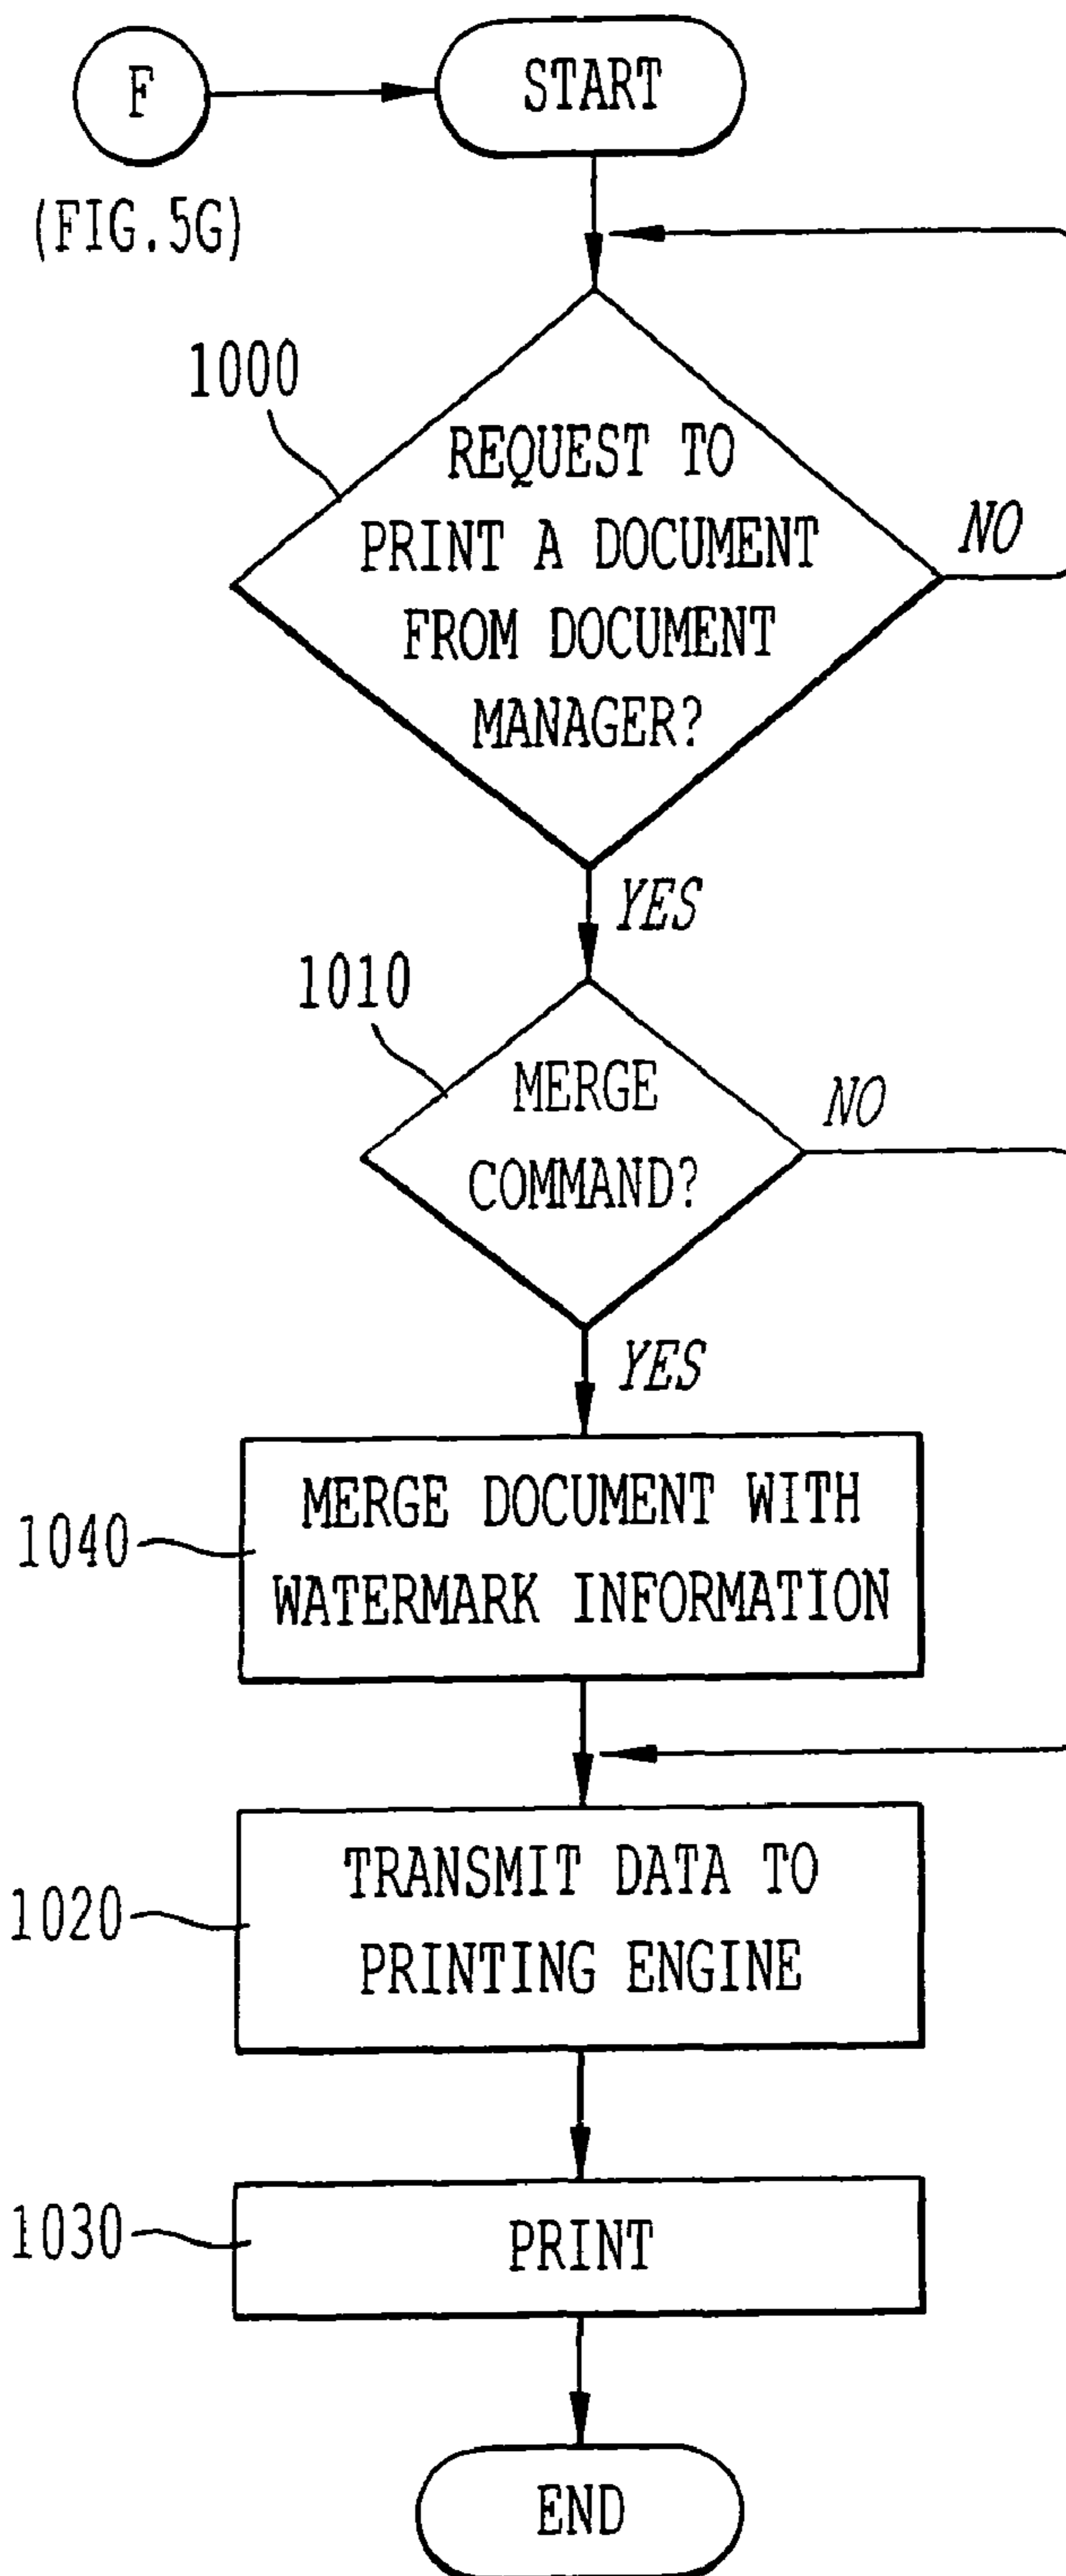 F
START
(FIG.5G)
1000
REQUEST TO
PRINT A DOCUMENT
FROM DOCUMENT
MANAGER?
NO
YES
1010
MERGE
COMMAND?
NO
YES
1040
MERGE DOCUMENT WITH
WATERMARK INFORMATION
1020
TRANSMIT DATA TO
PRINTING ENGINE
1030
PRINT
END